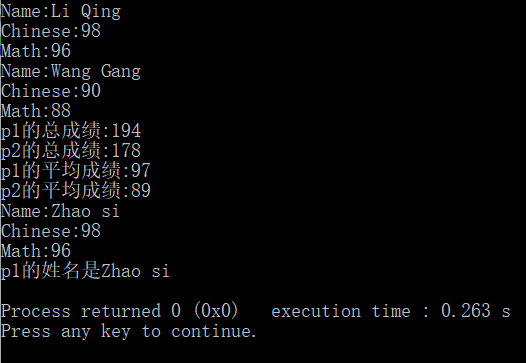 Name:Li Qing
Chinese:98
Math:96
Name:Wang Gang
Chinese:90
Math:88
p1的总成绩:194
p2的总成绩:178
p1的平均成绩:97
p2的平均成绩:89
Name:Zhao si
Chinese:98
Math:96
p1的姓名是Zhao si
Process returned 0 (0x0)   execution time : 0.263 s
Press any key to continue.